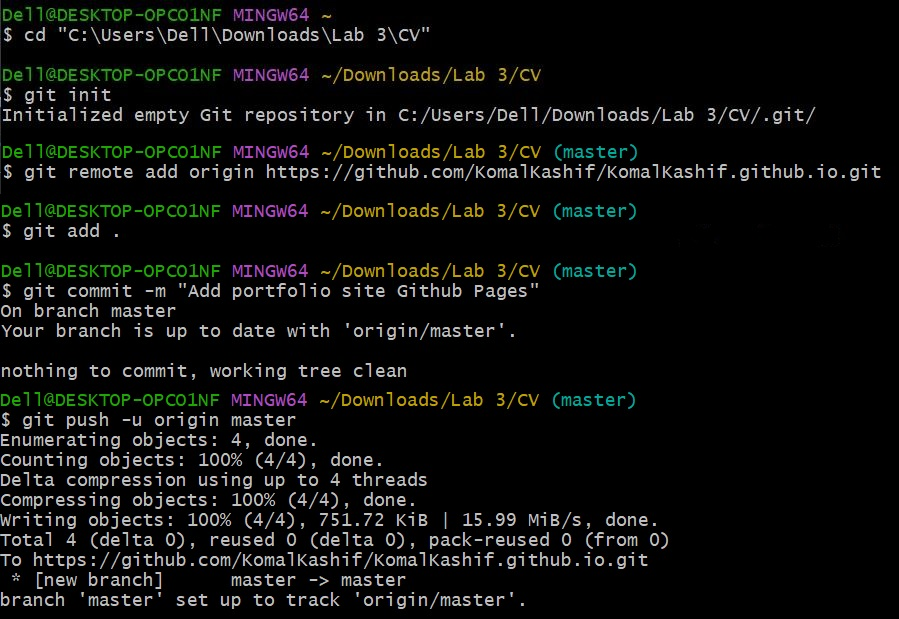 Dell@DESKTOP-OPCO1NF MINGW64 ~
$ cd "C:\Users\Dell\Downloads\Lab 3\CV"
Dell@DESKTOP-OPCO1NF MINGW64 ~/Downloads/Lab 3/CV
$ git init
Initialized empty Git repository in C:/Users/Dell/Downloads/Lab 3/CV/.git/
Dell@DESKTOP-OPCO1NF MINGW64 ~/Downloads/Lab 3/CV (master)
$ git remote add origin https://github.com/KomalKashif/KomalKashif.github.io.git
Dell@DESKTOP-OPCO1NF MINGW64 ~/Downloads/Lab 3/CV (master)
$ git add .
Dell@DESKTOP-OPCO1NF MINGW64 ~/Downloads/Lab 3/CV (master)
$ git commit -m "Add portfolio site Github Pages"
On branch master
Your branch is up to date with 'origin/master'.
nothing to commit, working tree clean
Dell@DESKTOP-OPCO1NF MINGW64 ~/Downloads/Lab 3/CV (master)
$ git push -u origin master
Enumerating objects: 4, done.
Counting objects: 100% (4/4), done.
Delta compression using up to 4 threads
Compressing objects: 100% (4/4), done.
Writing objects: 100% (4/4), 751.72 KiB | 15.99 MiB/s, done.
Total 4 (delta 0), reused 0 (delta 0), pack-reused 0 (from 0)
To https://github.com/KomalKashif/KomalKashif.github.io.git
 * [new branch]      master -> master
branch 'master' set up to track 'origin/master'.